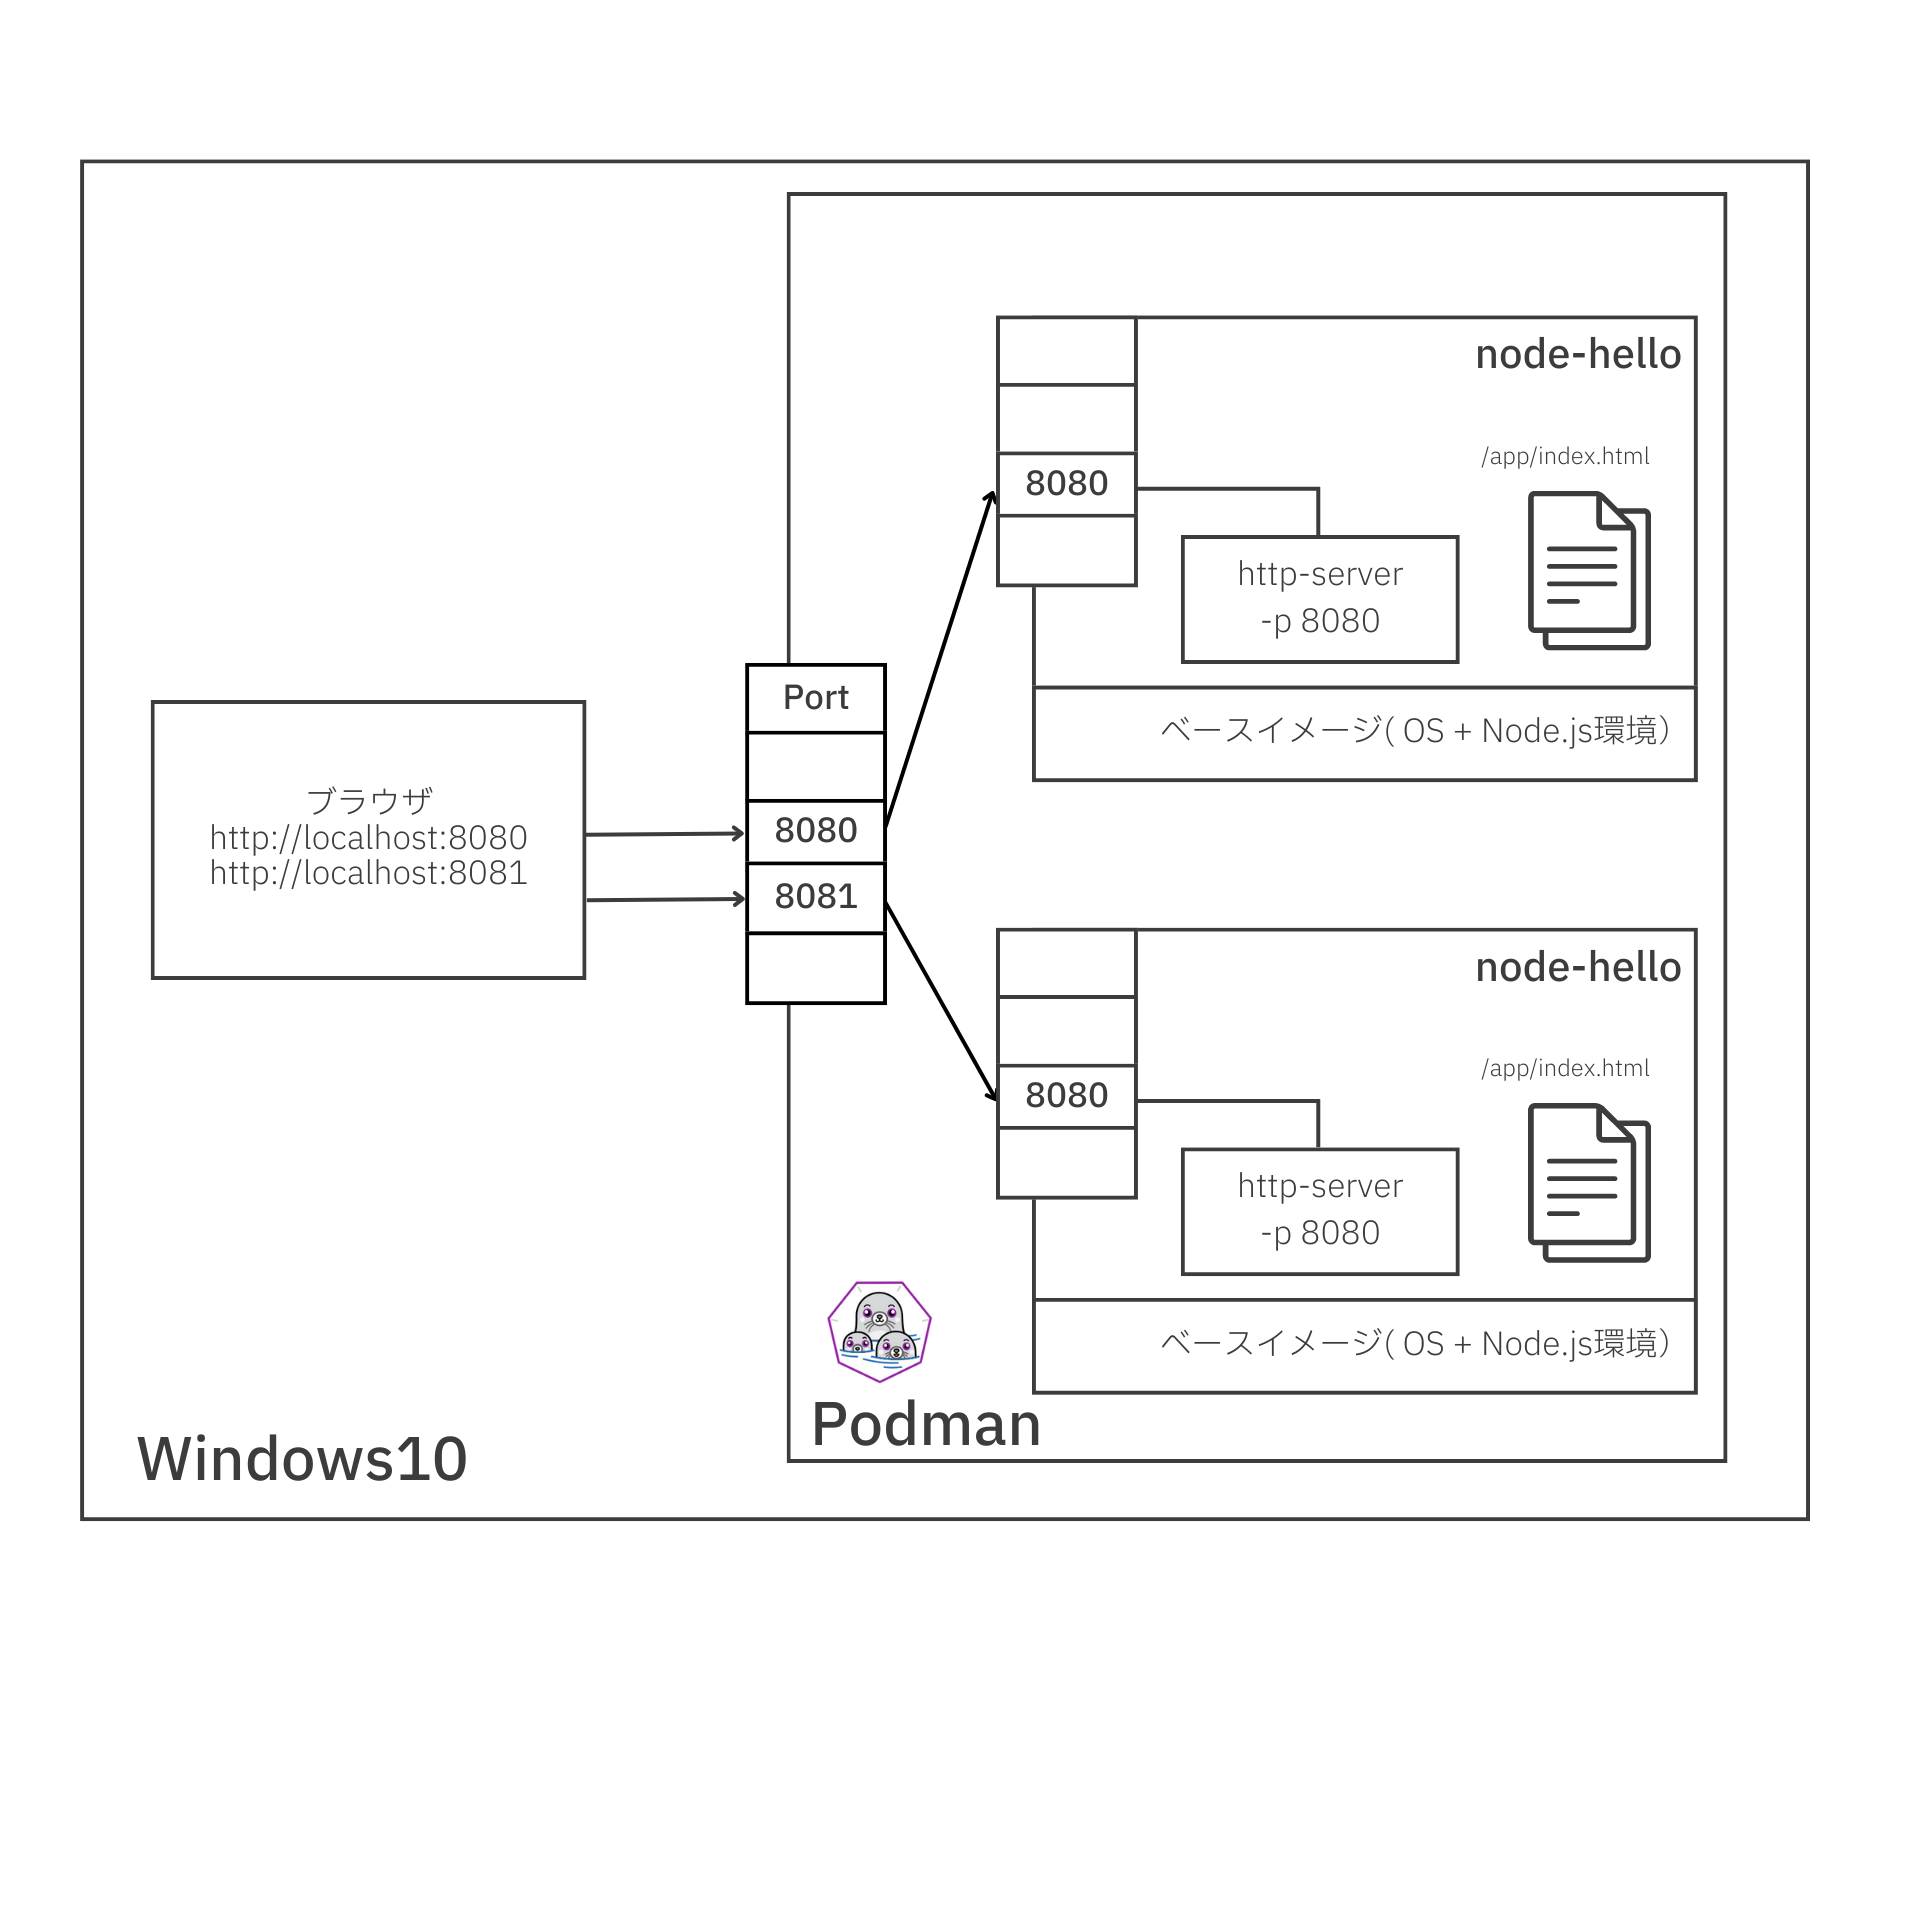 node-hello
/app/index.html
8080
http-server
-p 8080
ベースイメージ( OS + Node.js環境）
Port
8080
8081
ブラウザ
http://localhost:8080
http://localhost:8081
node-hello
/app/index.html
8080
http-server
-p 8080
ベースイメージ( OS + Node.js環境）
Podman
Windows10